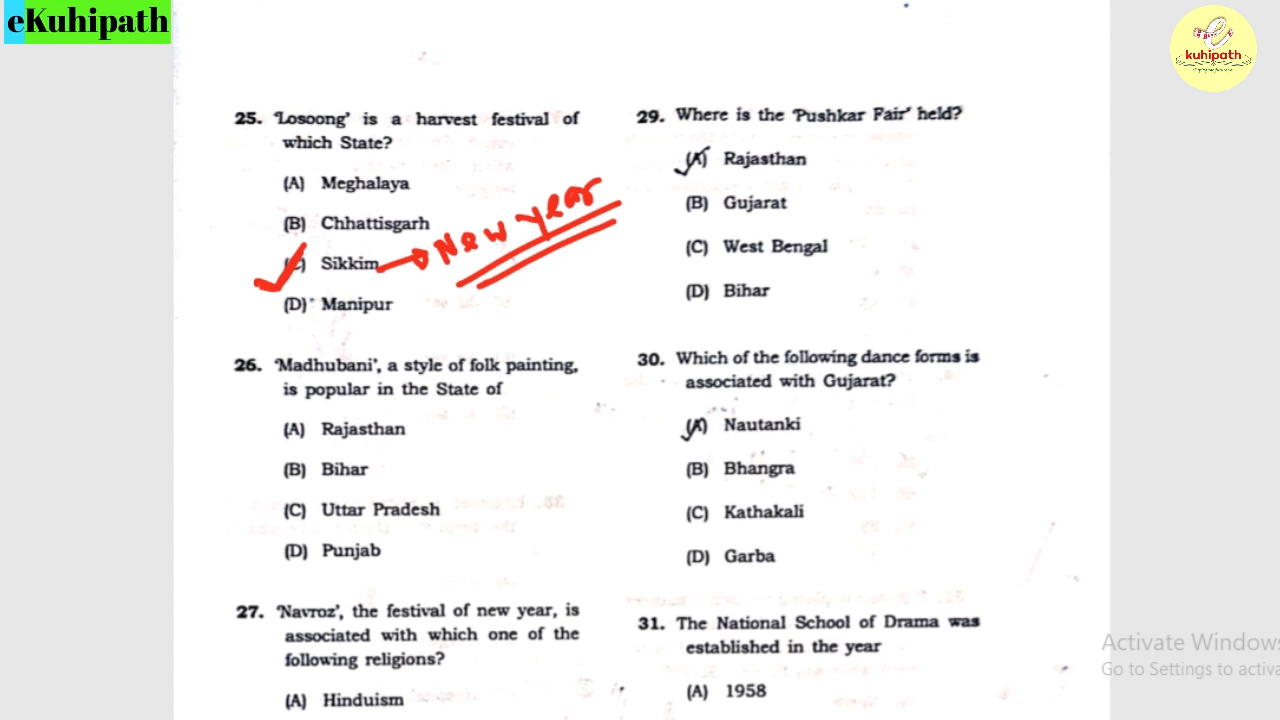 eKuhipath
kuhipath
25. 'Losoong' is a harvest festival of
which State?
(A) Meghalaya
(B) Chhattisgarh
(C) Sikkim
New year
(D) Manipur
26. 'Madhubani', a style of folk painting,
is popular in the State of
(A) Rajasthan
(B) Bihar
(C) Uttar Pradesh
(D) Punjab
27. 'Navroz', the festival of new year, is
associated with which one of the
following religions?
(A) Hinduism
29. Where is the 'Pushkar Fair' held?
(A) Rajasthan
(B) Gujarat
(C) West Bengal
(D) Bihar
30. Which of the following dance forms is
associated with Gujarat?
(A) Nautanki
(B) Bhangra
(C) Kathakali
(D) Garba
31. The National School of Drama was
established in the year
(A) 1958
Activate Windows
Go to Settings to activa